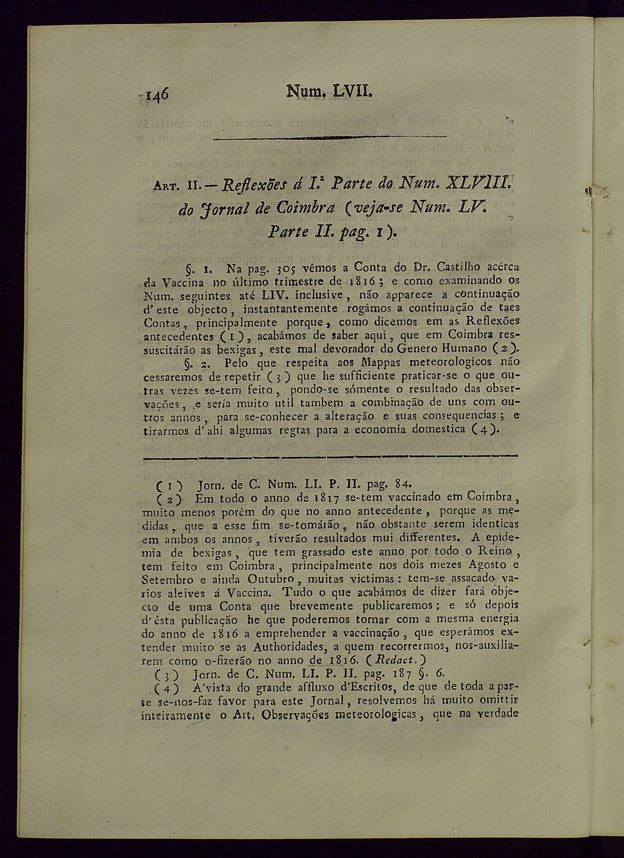 146
Num. LVII.
ART. II.— Reflexões á I.ª Parte do Num. XLVIII.
do Jornal de Coimbra (veja-se Num. LV.
Parte II. pag. 1).
§. 1. Na pag. 305 vêmos a Conta do Dr. Castilho acérca
da Vaccina no último trimestre de 1816; e como examinando os
Num. seguintes até LIV. inclusive, não apparece a continuação
d'este objecto, instantantemente rogâmos a continuação de taes
Contas, principalmente porque, como dicemos em as Reflexões
antecedentes (1), acabâmos de saber aqui, que em Coimbra res-
suscitárão as bexigas, este mal devorador do Genero Humano (2).
§. 2. Pelo que respeita aos Mappas meteorologicos não
cessaremos de repetir (3) que he sufficiente praticar-se o que ou-
tras vezes se-tem feito, pondo-se sómente o resultado das obser-
vações, e sería muito util tambem a combinação de uns com ou-
tros annos, para se-conhecer a alteração e suas consequencias; e
tirarmos d'ahi algumas regras para a economia domestica (4).
(1) Jorn. de C. Num. LI. P. II. pag. 84.
(2) Em todo o anno de 1817 se-tem vaccinado em Coimbra,
muito menos porém do que no anno antecedente, porque as me-
didas, que a esse fim se-tomárão, não obstante serem identicas
em ambos os annos, tiverão resultados mui differentes. A epide-
mia de bexigas, que tem grassado este anno por todo o Reino,
tem feito em Coimbra, principalmente nos dois mezes Agosto e
Setembro e ainda Outubro, muitas victimas: tem-se assacado va-
rios aleives á Vaccina. Tudo o que acabâmos de dizer fará obje-
cto de uma Conta que brevemente publicaremos; e só depois
d'ésta publicação he que poderemos tornar com a mesma energia
do anno de 1816 a emprehender a vaccinação, que esperâmos ex-
tender muito se as Authoridades, a quem recorrermos, nos-auxilia-
rem como o-fizerão no anno de 1816. (Redact.)
(3) Jorn. de C. Num. LI. P. II. pag. 187 §. 6.
(4) A'vista do grande affluxo d'Escritos, de que de toda a par-
te se-nos-faz favor para este Jornal, resolvemos há muito omittir
inteiramente o Art. Observações meteorologicas, que na verdade